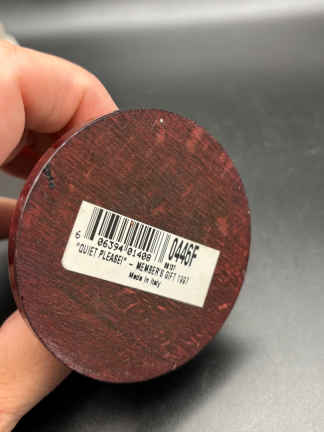 6 06394 01408
0446F
"QUIET PLEASE!" - MEMBER'S GIFT 1997
Made in Italy